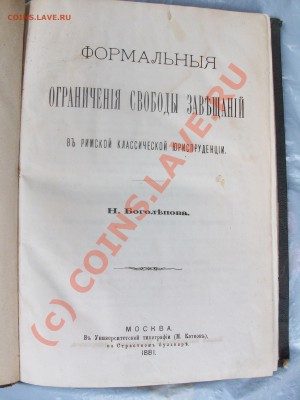 COINS.LAVE.RU
ФОРМАЛЬНЫЯ
ОГРАНИЧЕНІЯ СВОБОДЫ ЗАВѢЩАНІЙ
ВЪ РИМСКОЙ КЛАССИЧЕСКОЙ ЮРИСПРУДЕНЦІИ.
Н. Боголѣпова.
МОСКВА.
Въ Университетской типографіи (М. Катковъ),
на Страстномъ бульварѣ.
1881.
(c) COINS.LAVE.RU
COINS.LAVE.RU